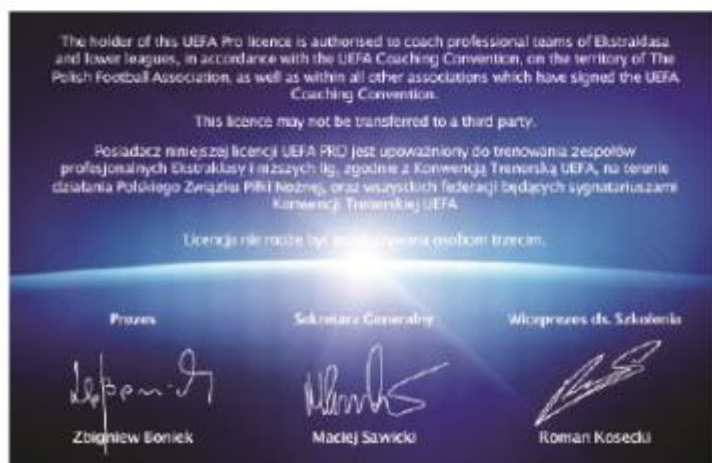 The holder of this UEFA Pro licence is authorised to coach professional teams of Ekstraklasa
and lower leagues, in accordance with the UEFA Coaching Convention, on the territory of The
Polish Football Association, as well as within all other associations which have signed the UEFA
Coaching Convention.
This licence may not be transferred to a third party.
Posiadacz niniejszej licencji UEFA PRO jest upoważniony do trenowania zespołów
profesjonalnych Ekstraklasy i niższych lig, zgodnie z Konwencją Trenerską UEFA, na terenie
działania Polskiego Związku Piłki Nożnej, oraz wszystkich federacji będących sygnatariuszami
Konwencji Trenerskiej UEFA
Licencja nie może być osobom trzecim.
Prezes Sekretarz Generalny Wiceprezes ds. Szkolenia
Zbigniew Boniek Maciej Sawicki Roman Kosecki